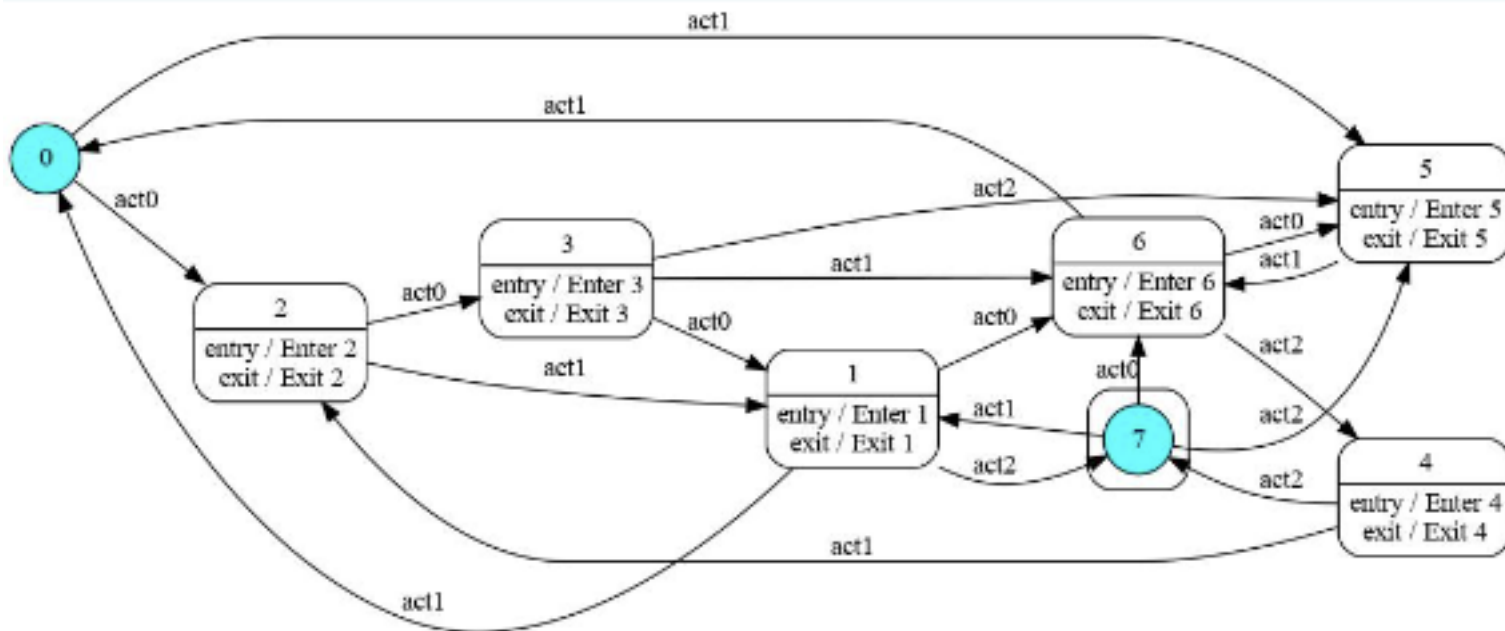 act1
act1
0
act0
act2
5
entry / Enter 5
exit / Exit 5
3
entry / Enter 3
exit / Exit 3
act1
6
entry / Enter 6
exit / Exit 6
act0
act1
2
entry / Enter 2
exit / Exit 2
act0
act0
act0
act1
act2
1
entry / Enter 1
exit / Exit 1
act0
act1
7
act2
act2
act2
4
entry / Enter 4
exit / Exit 4
act1
act1